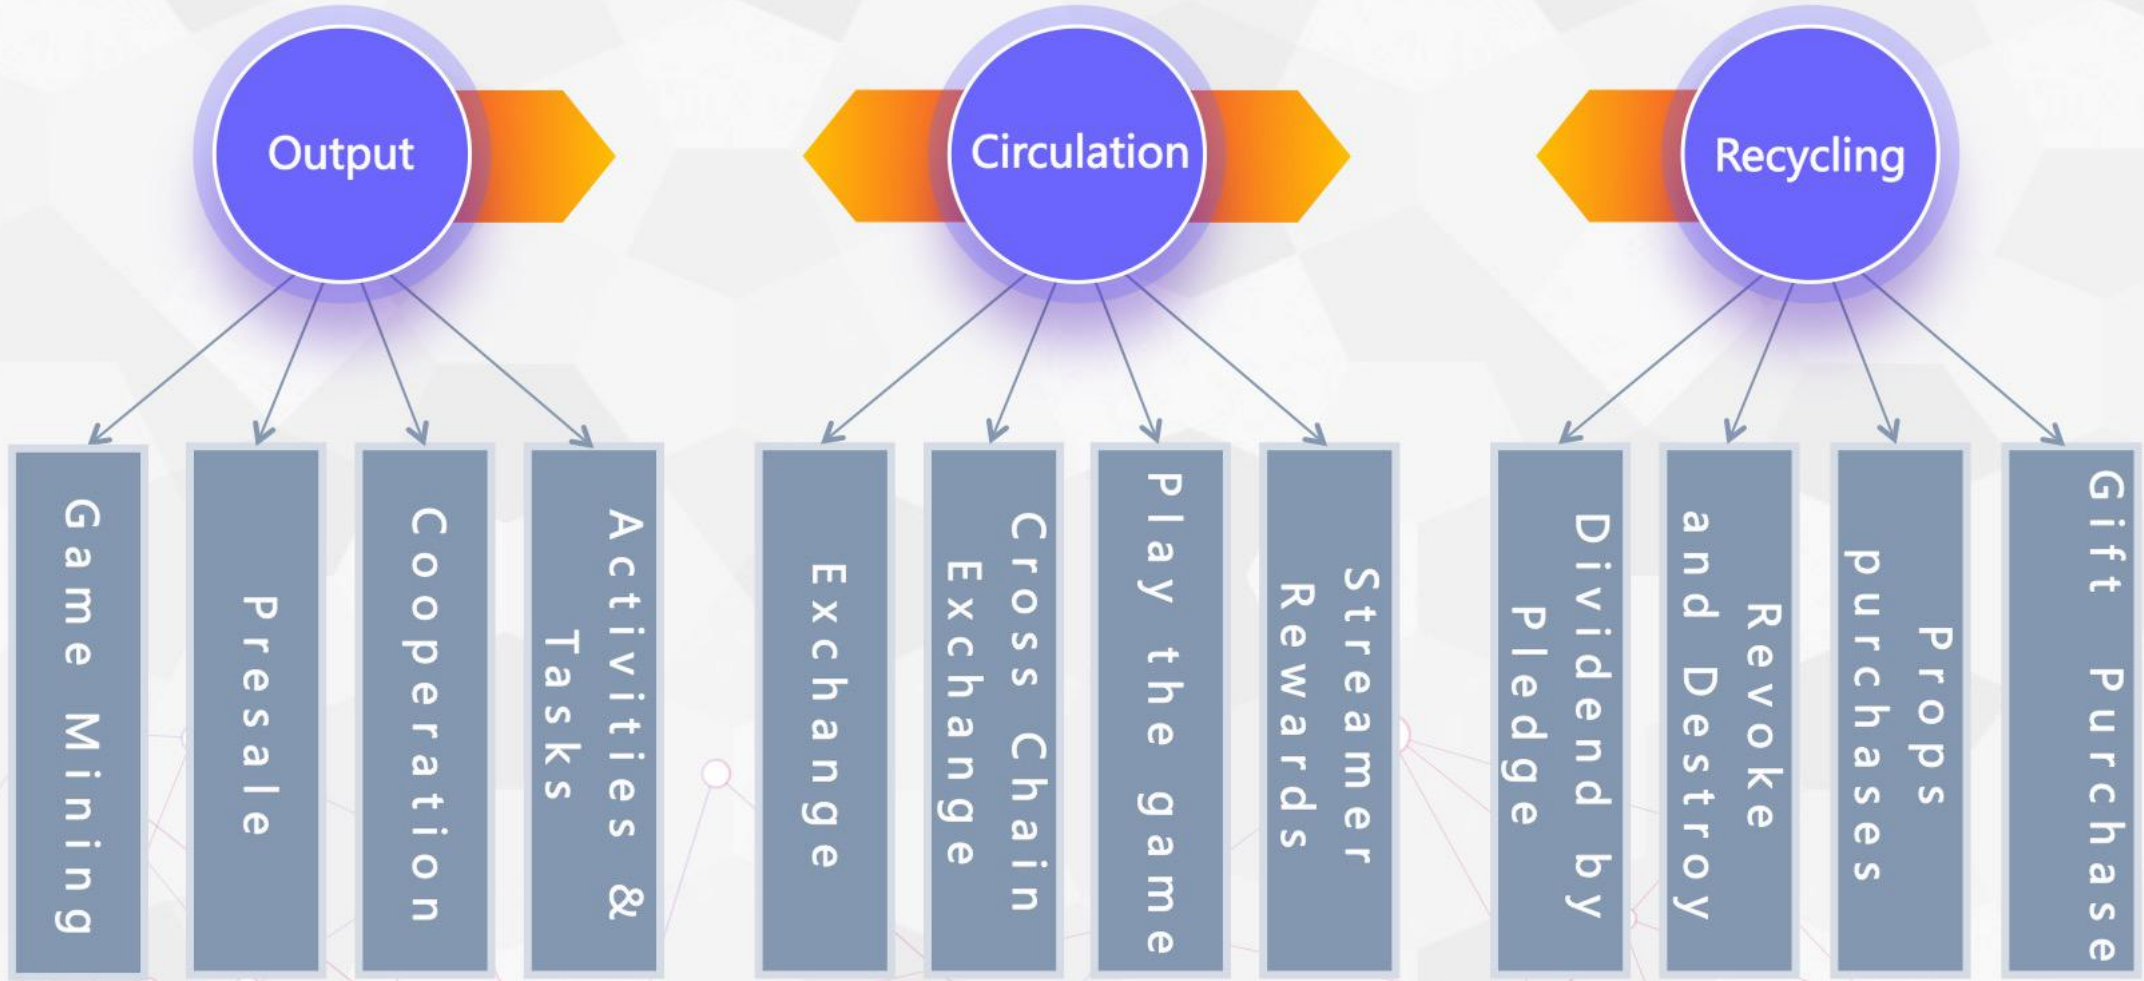 Output
Circulation
Recycling
Game Mining
Presale
Cooperation
Activities &
Tasks
Exchange
Cross Chain
Exchange
Play the game
Streamer
Rewards
Dividend by
Pledge
Revoke
and Destroy
Props
purchases
Gift Purchase